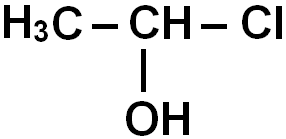 H₃C – CH – Cl
OH